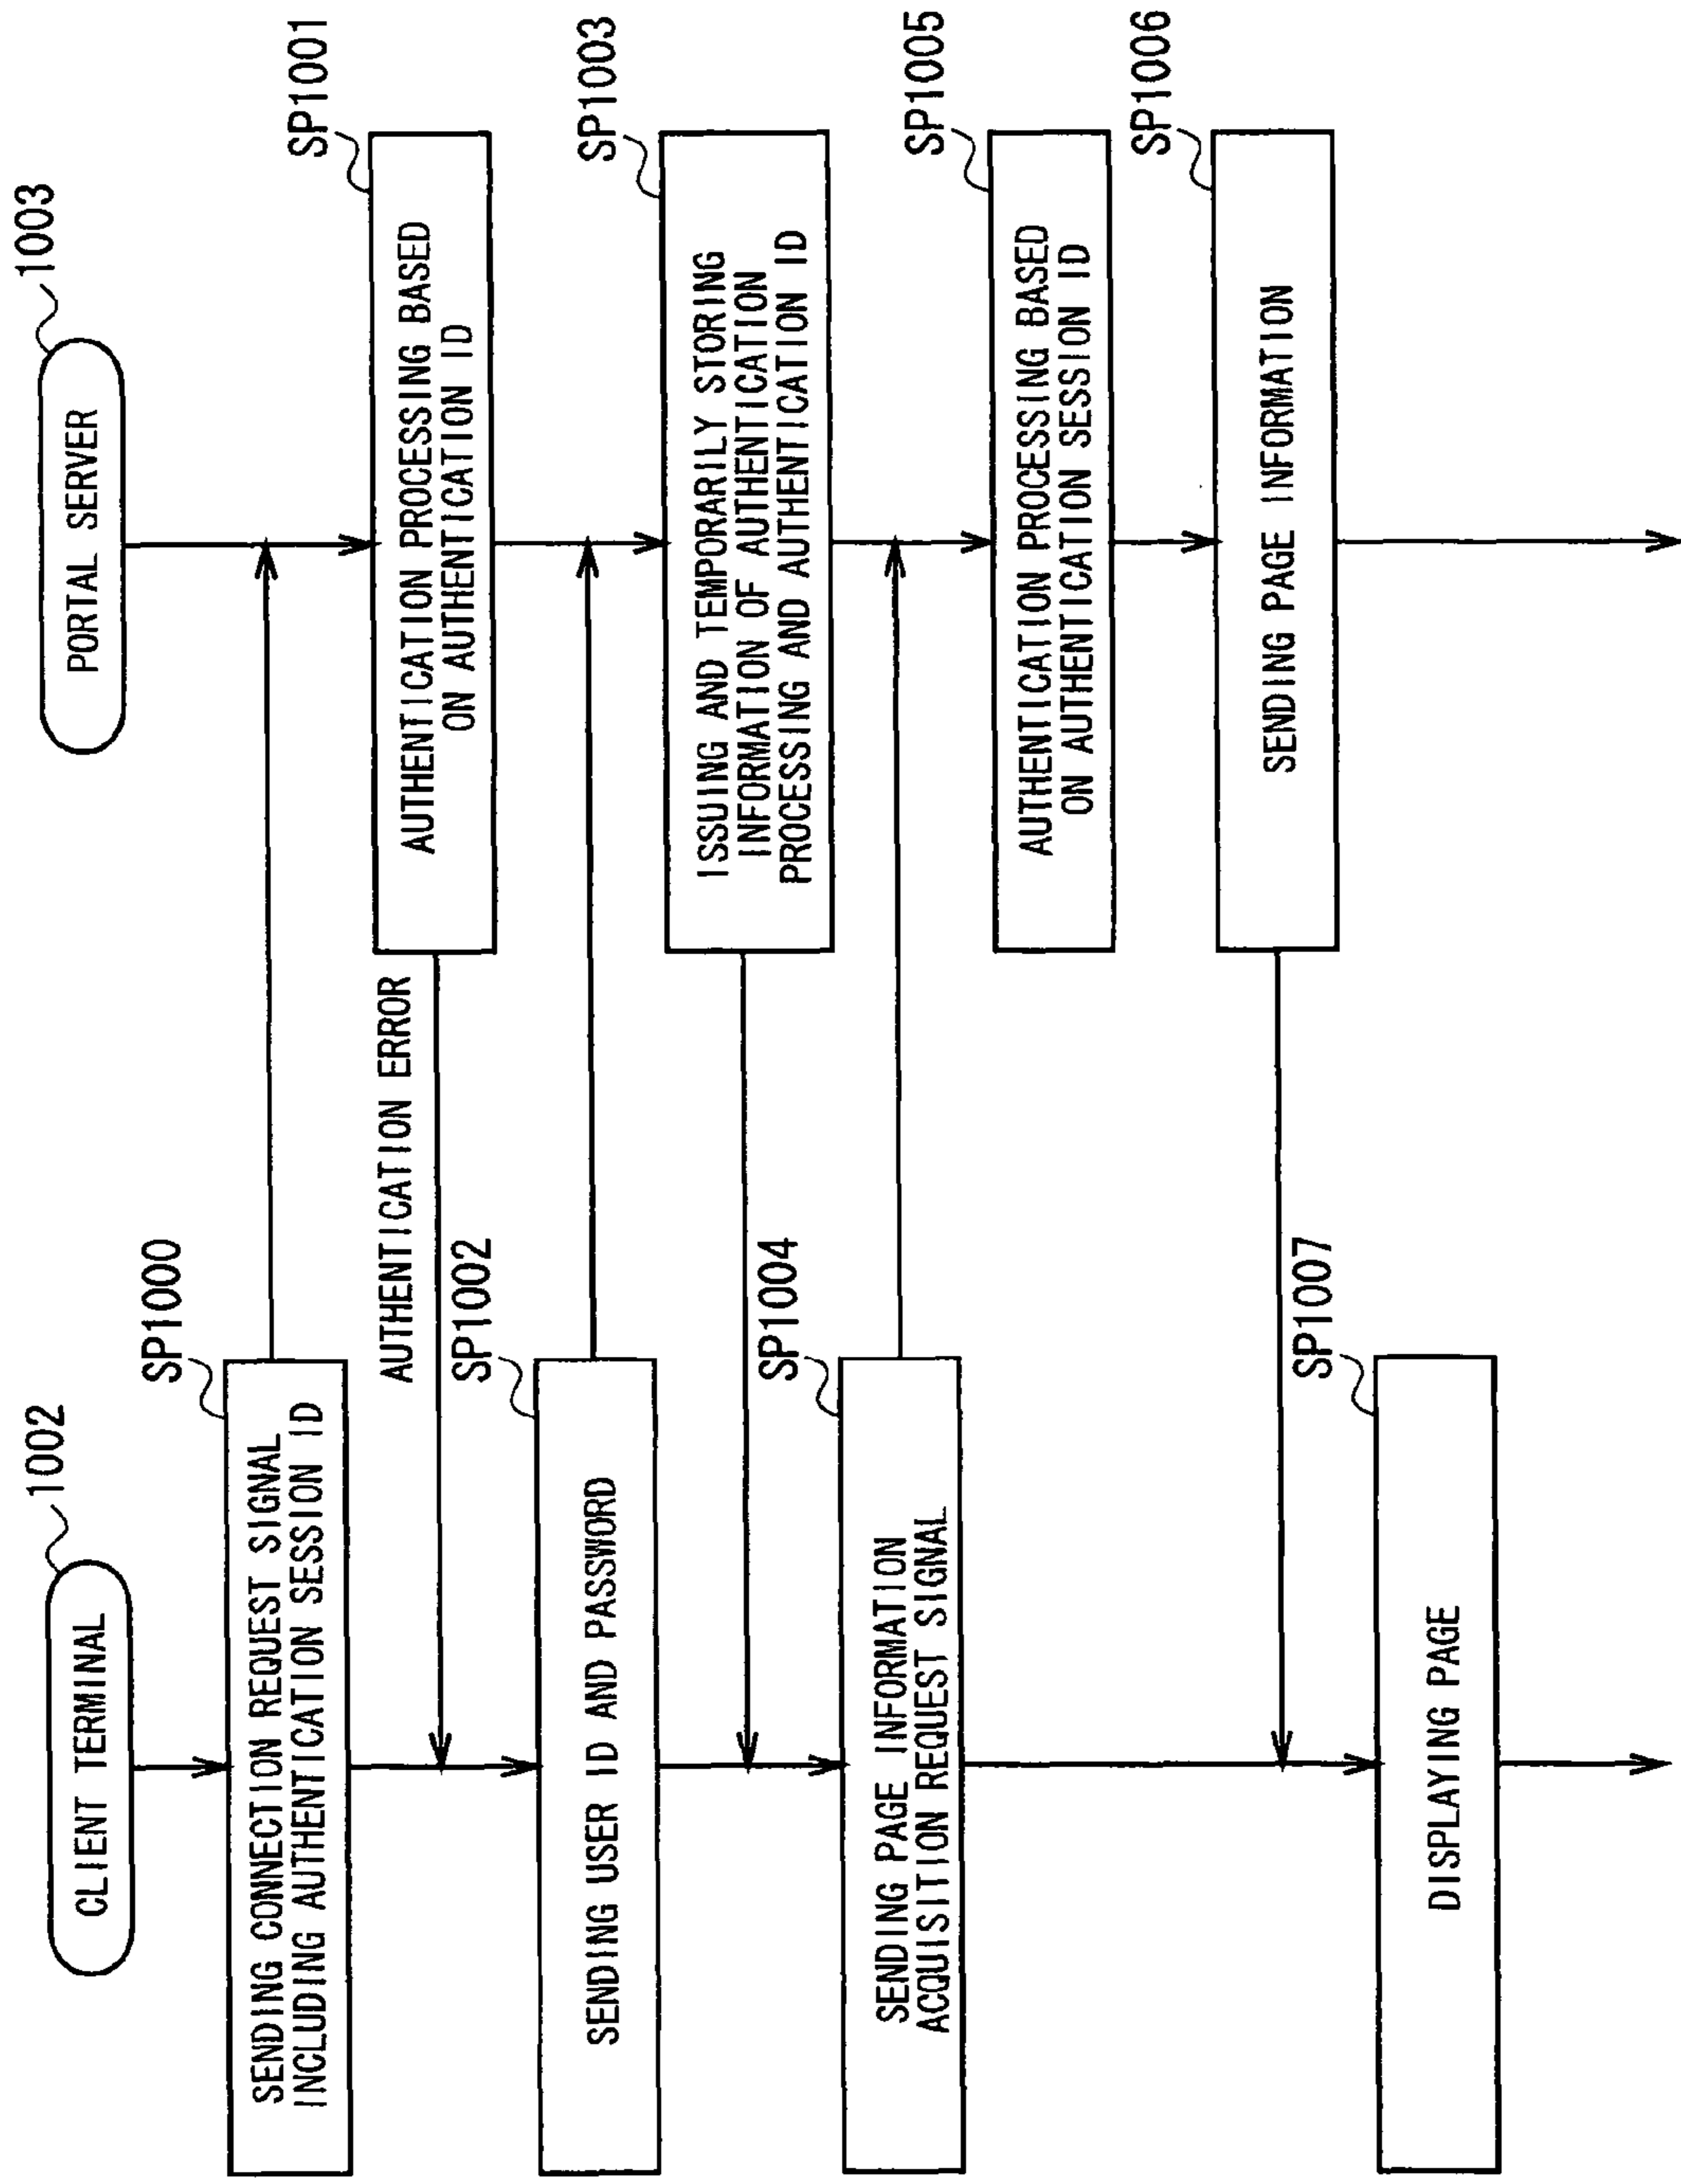 CLIENT TERMINAL
1002
PORTAL SERVER
1003
SP1000
SENDING CONNECTION REQUEST SIGNAL
INCLUDING AUTHENTICATION SESSION ID
SP1001
AUTHENTICATION PROCESSING BASED
ON AUTHENTICATION ID
AUTHENTICATION ERROR
SP1002
SENDING USER ID AND PASSWORD
SP1003
ISSUING AND TEMPORARILY STORING
INFORMATION OF AUTHENTICATION
PROCESSING AND AUTHENTICATION ID
SP1004
SENDING PAGE INFORMATION
ACQUISITION REQUEST SIGNAL
SP1005
AUTHENTICATION PROCESSING BASED
ON AUTHENTICATION SESSION ID
SP1006
SENDING PAGE INFORMATION
SP1007
DISPLAYING PAGE